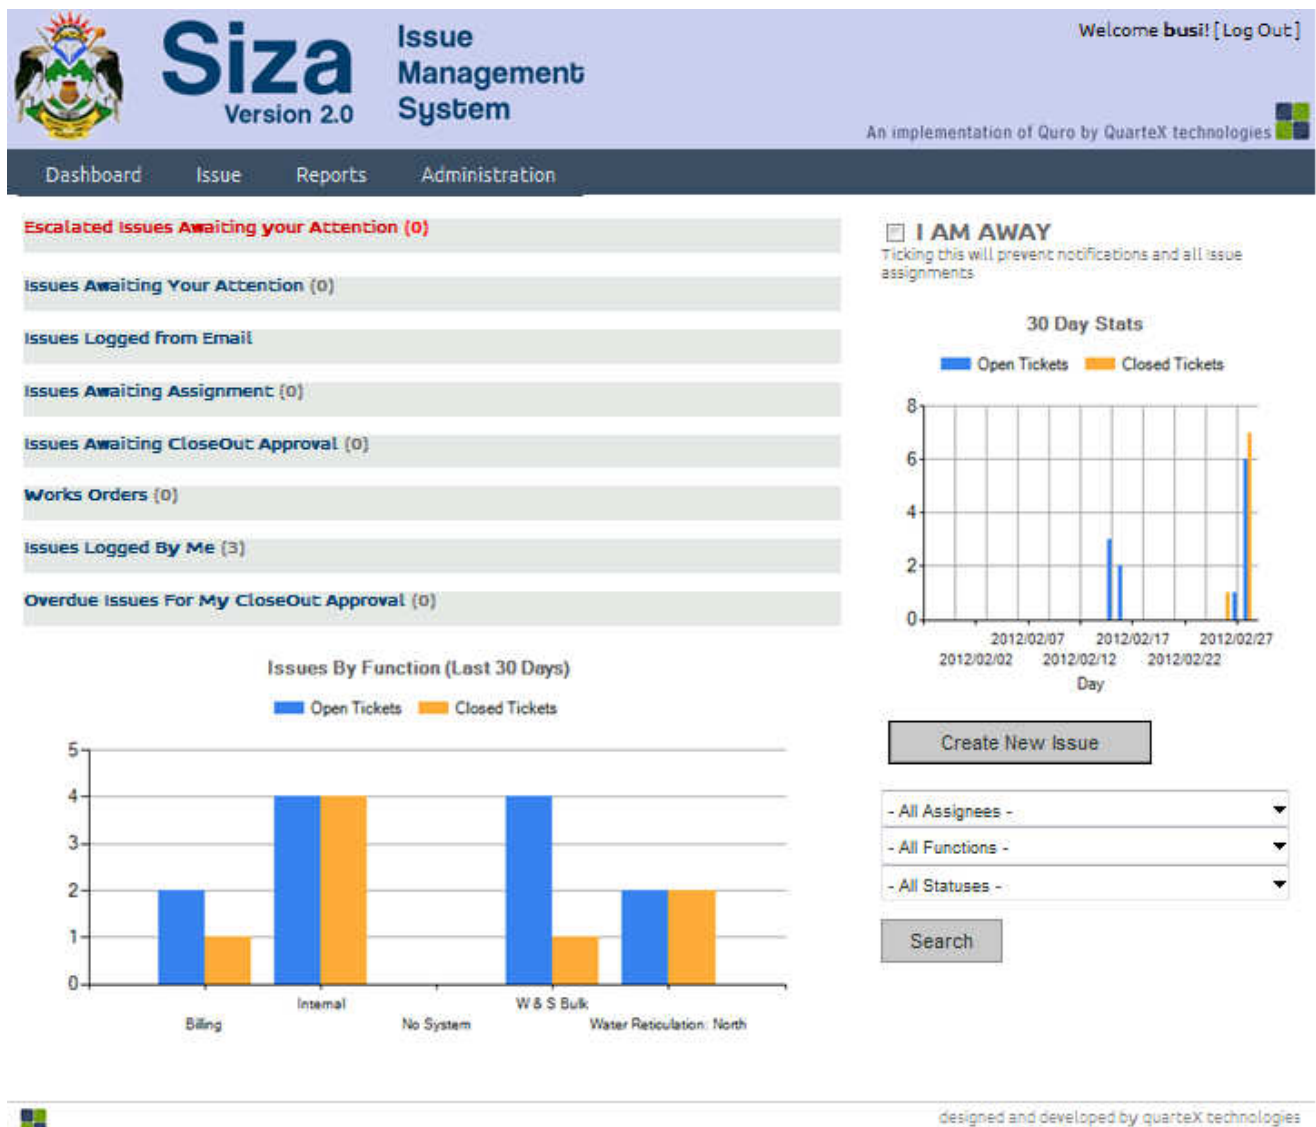 Siza
Version 2.0
Issue
Management
System
Welcome busi! [ Log Out ]
An implementation of Quro by QuarteX technologies
Dashboard Issue Reports Administration
Escalated Issues Awaiting your Attention (0)
Issues Awaiting Your Attention (0)
Issues Logged from Email
Issues Awaiting Assignment (0)
Issues Awaiting CloseOut Approval (0)
Works Orders (0)
Issues Logged By Me (3)
Overdue Issues For My CloseOut Approval (0)
Issues By Function (Last 30 Days)
Open Tickets Closed Tickets
5
4
3
2
1
0
Internal W & S Bulk
Billing No System Water Reticulation: North
I AM AWAY
Ticking this will prevent notifications and all issue
assignments
30 Day Stats
Open Tickets Closed Tickets
8
6
4
2
0
2012/02/07 2012/02/17 2012/02/27
2012/02/02 2012/02/12 2012/02/22
Day
Create New Issue
- All Assignees -
- All Functions -
- All Statuses -
Search
designed and developed by quarteX technologies